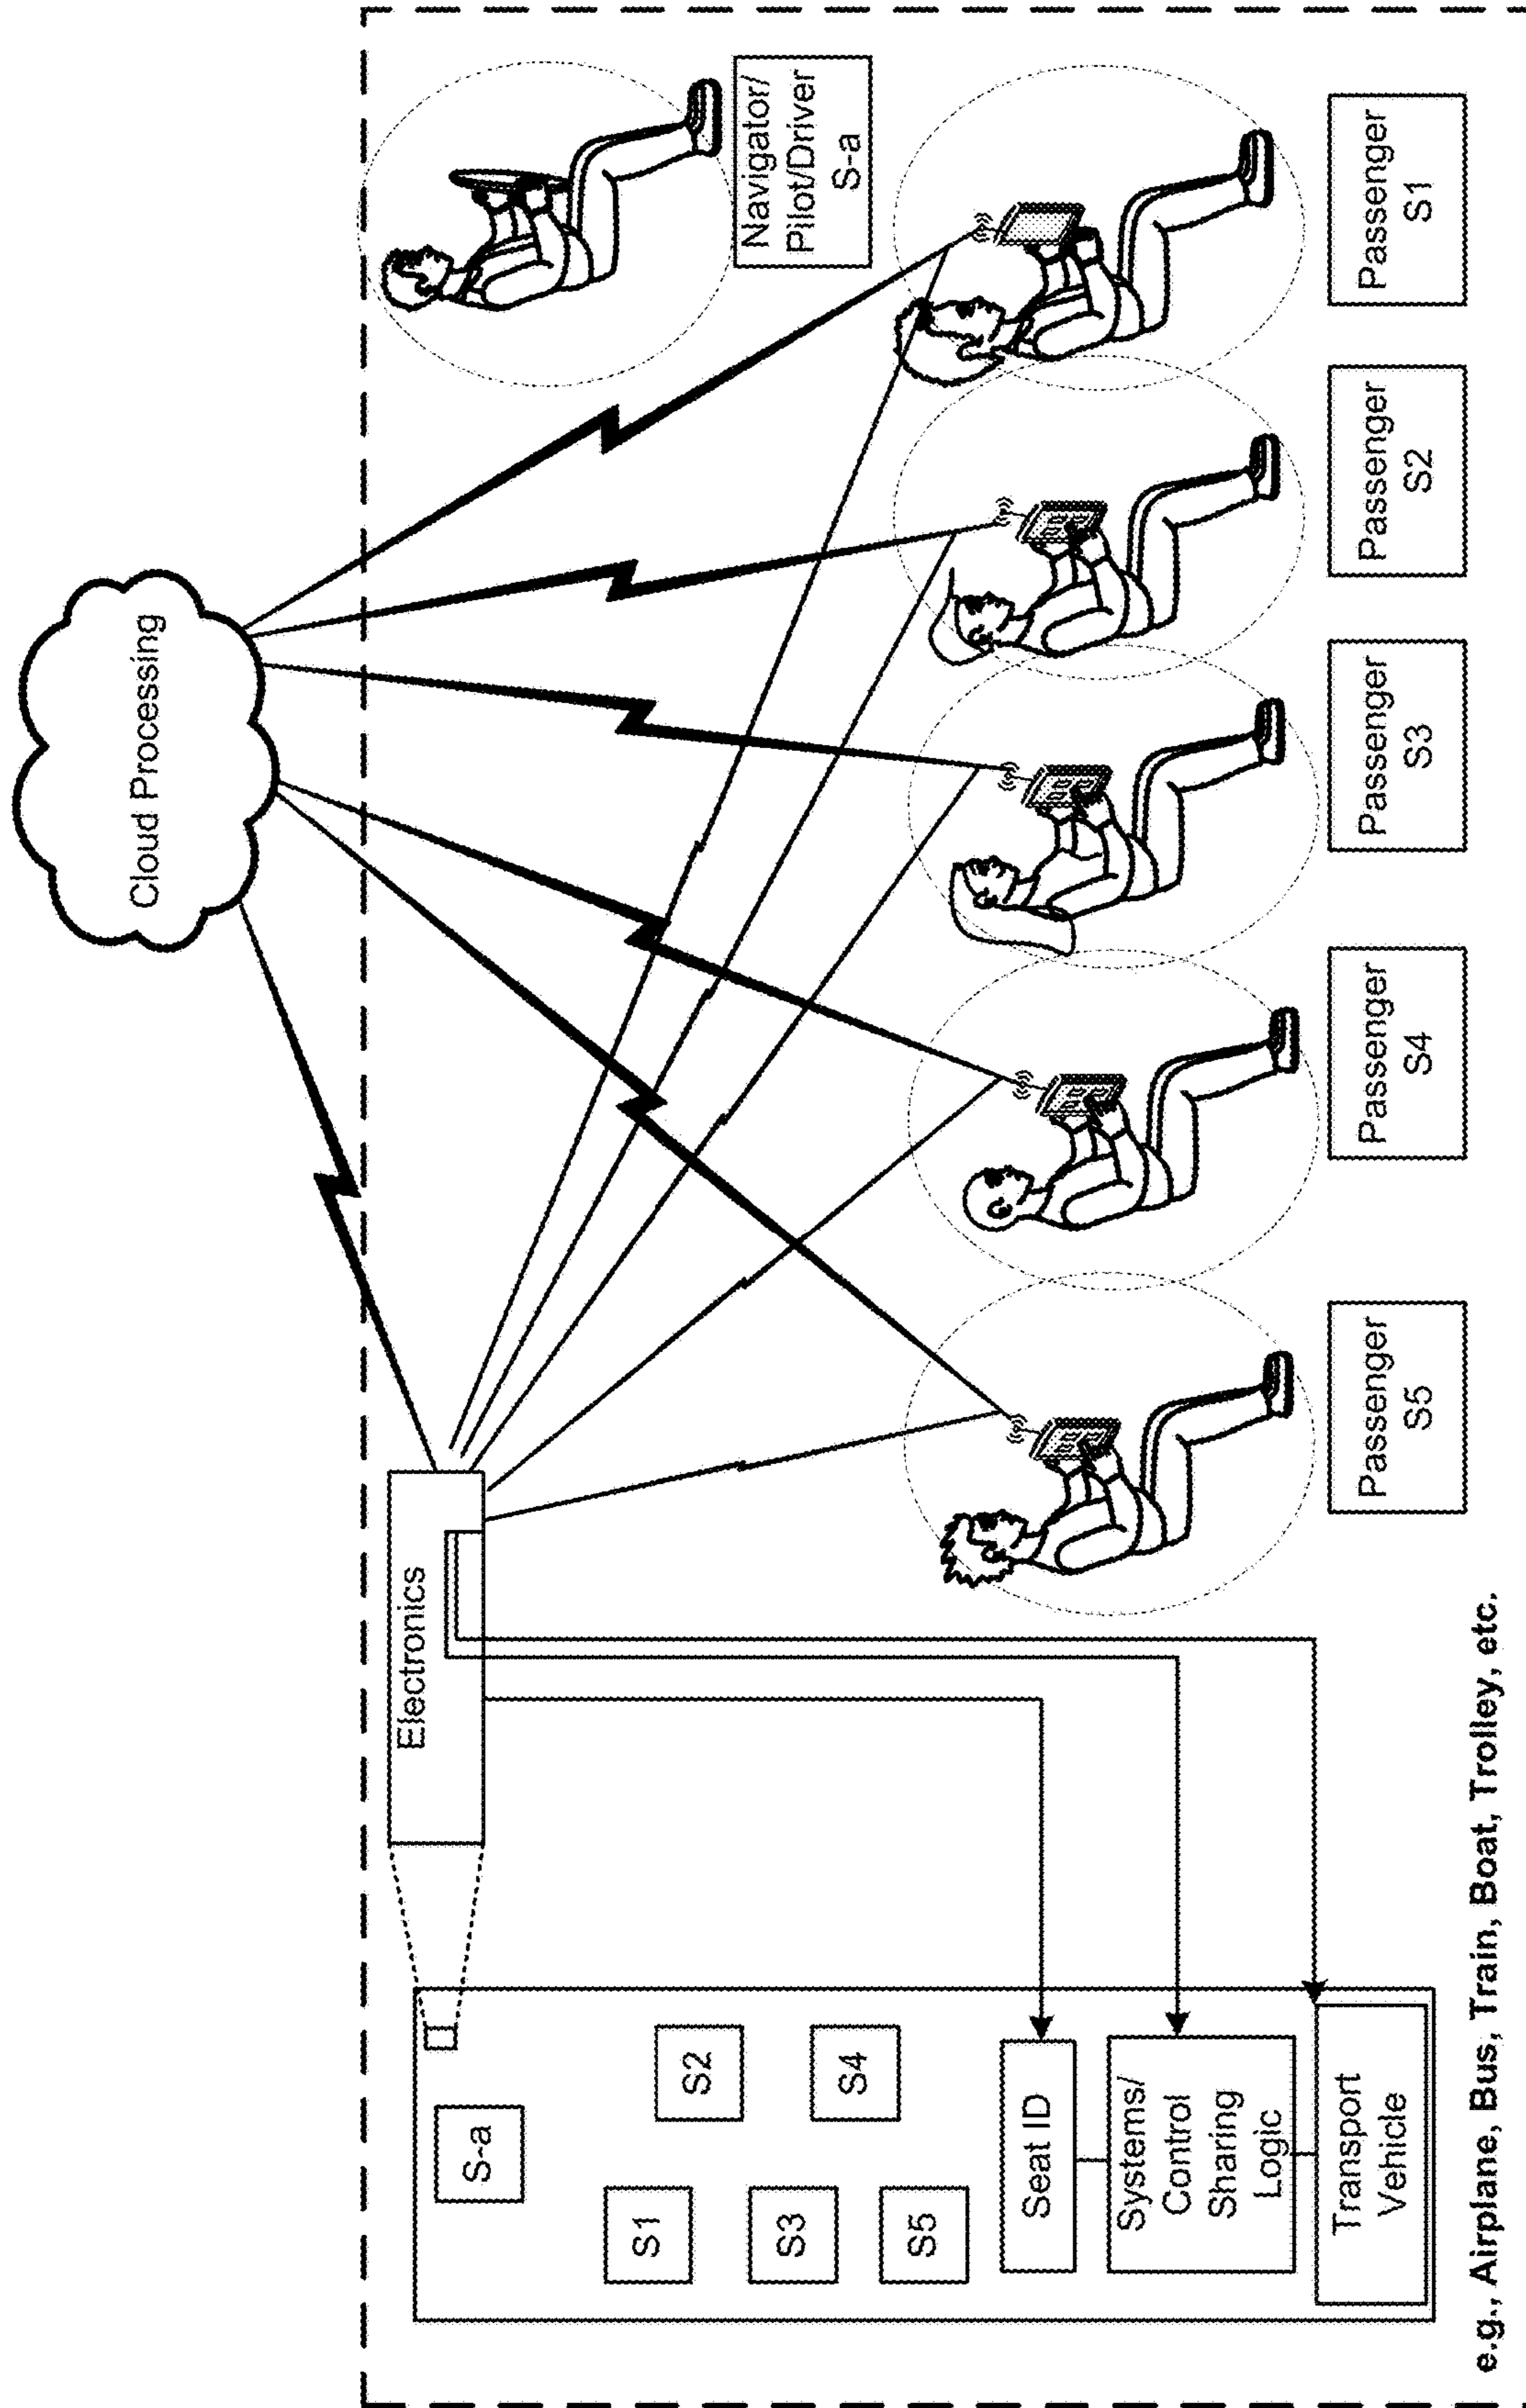 Cloud Processing
Electronics
Navigator/
Pilot/Driver
S-a
S-a
S1
S2
S3
S4
S5
Seat ID
Systems/
Control
Sharing
Logic
Transport
Vehicle
Passenger
S5
Passenger
S4
Passenger
S3
Passenger
S2
Passenger
S1
e.g., Airplane, Bus, Train, Boat, Trolley, etc.